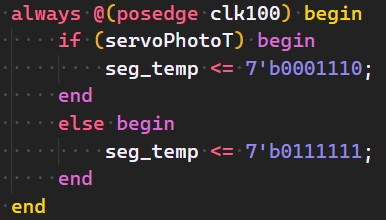 always @(posedge clk100) begin
    if (servoPhotoT) begin
        seg_temp <= 7'b0001110;
    end
    else begin
        seg_temp <= 7'b0111111;
    end
end